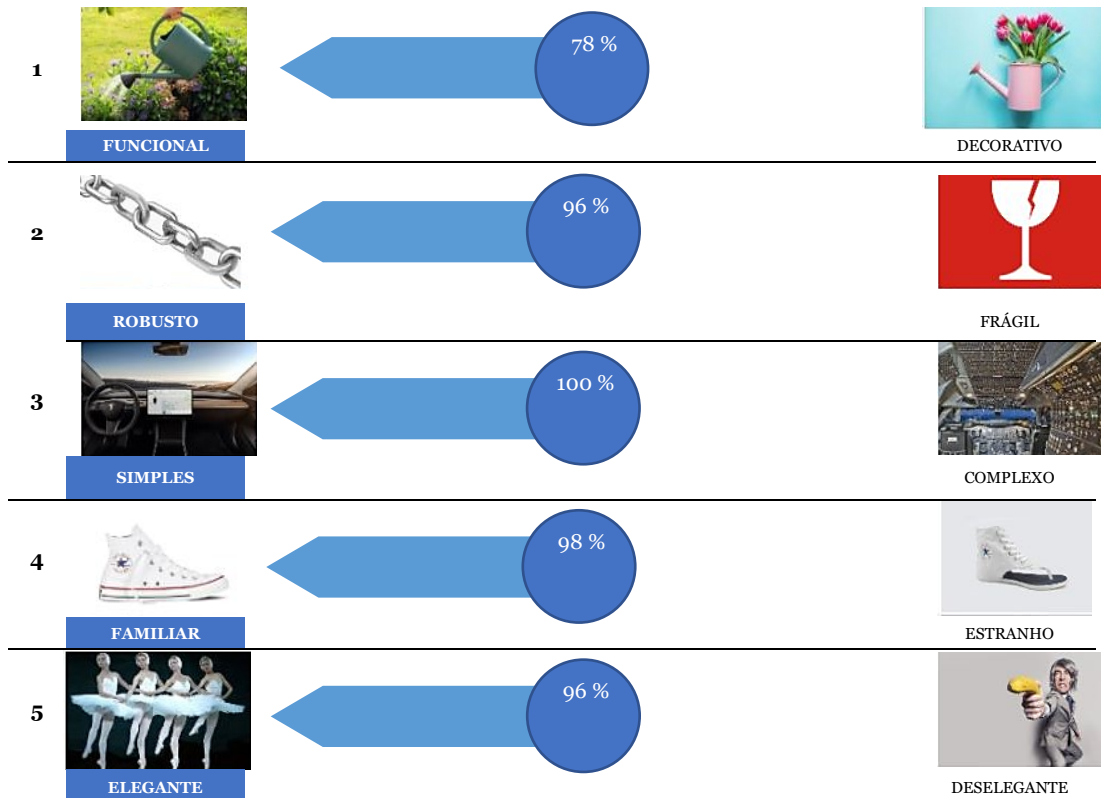 1
78 %
FUNCIONAL
DECORATIVO
2
96 %
ROBUSTO
FRÁGIL
3
100 %
SIMPLES
COMPLEXO
4
98 %
FAMILIAR
ESTRANHO
5
96 %
ELEGANTE
DESELEGANTE